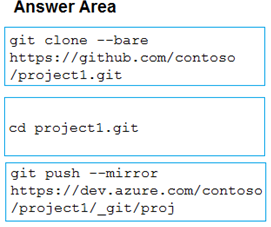 Answer Area
git clone --bare
https://github.com/contoso
/project1.git
cd project1.git
git push --mirror
https://dev.azure.com/contoso
/project1/_git/proj